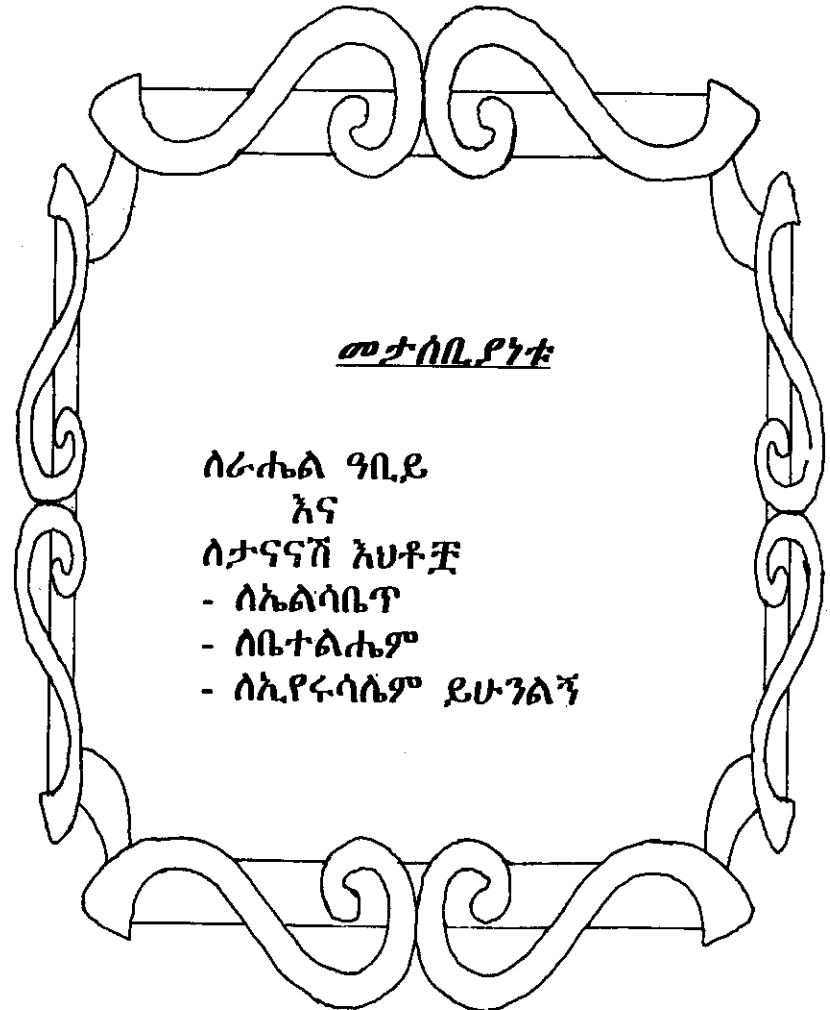 መታሰቢያነቱ
ለራሔል ዓቢይ
እና
ለታናናሽ እህቶቿ
- ለኤልሳቤጥ
- ለቤተልሔም
- ለኢየሩሳሌም ይሁንልኝ